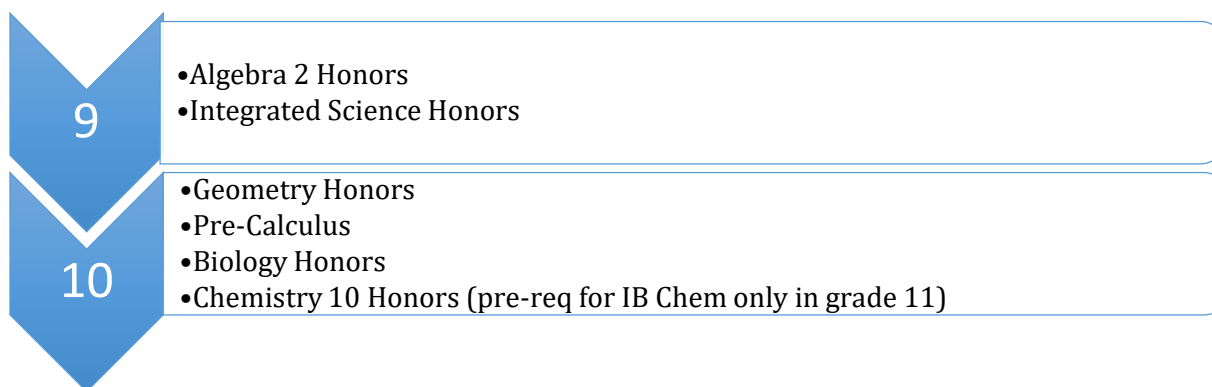 9
•Algebra 2 Honors
•Integrated Science Honors
10
•Geometry Honors
•Pre-Calculus
•Biology Honors
•Chemistry 10 Honors (pre-req for IB Chem only in grade 11)